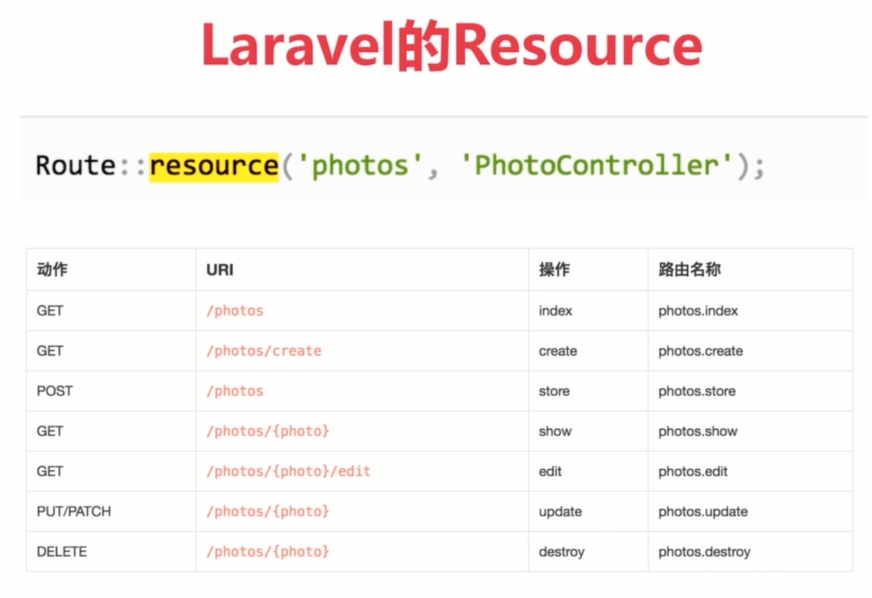 Laravel的Resource
Route::resource('photos', 'PhotoController');
动作 URI 操作 路由名称
GET /photos index photos.index
GET /photos/create create photos.create
POST /photos store photos.store
GET /photos/{photo} show photos.show
GET /photos/{photo}/edit edit photos.edit
PUT/PATCH /photos/{photo} update photos.update
DELETE /photos/{photo} destroy photos.destroy